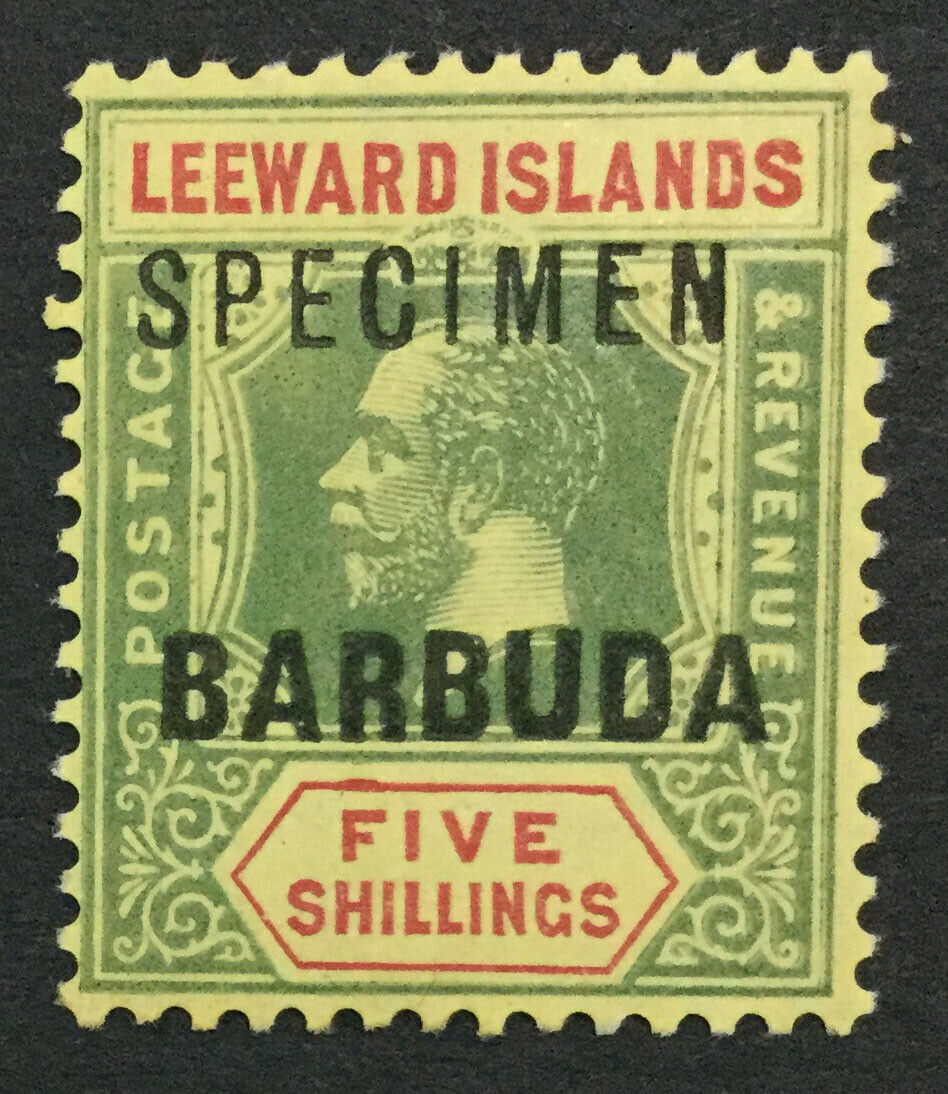 LEEWARD ISLANDS
SPECIMEN
POSTAGE
& REVENUE
BARBUDA
FIVE
SHILLINGS